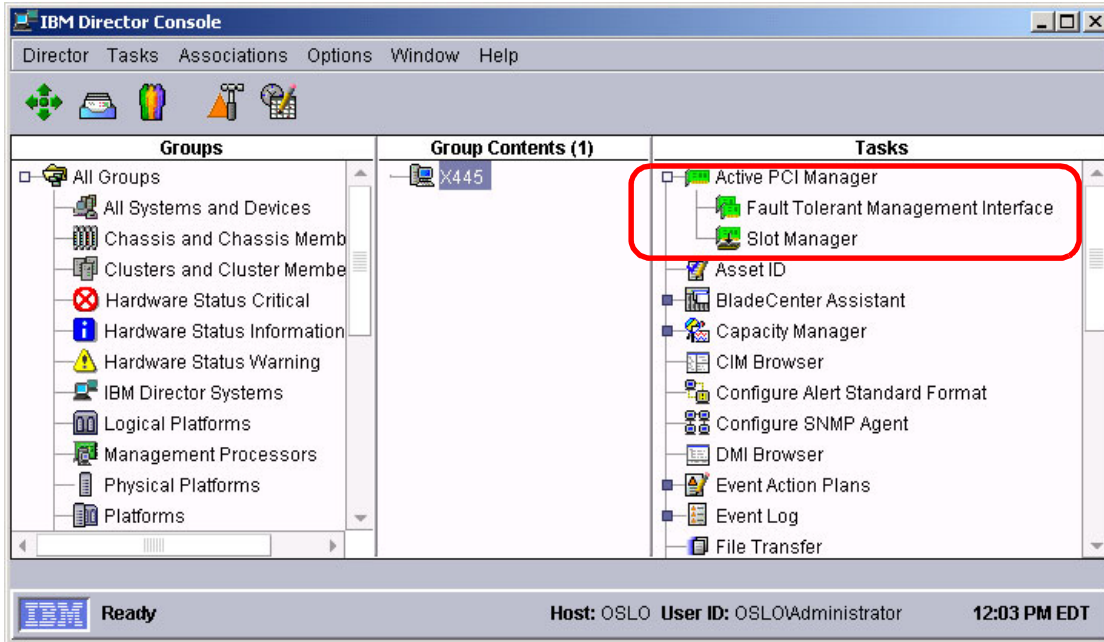 IBM Director Console
Director Tasks Associations Options Window Help
Groups
All Groups
All Systems and Devices
Chassis and Chassis Memb
Clusters and Cluster Membe
Hardware Status Critical
Hardware Status Information
Hardware Status Warning
IBM Director Systems
Logical Platforms
Management Processors
Physical Platforms
Platforms
Group Contents (1)
X445
Tasks
Active PCI Manager
Fault Tolerant Management Interface
Slot Manager
Asset ID
BladeCenter Assistant
Capacity Manager
CIM Browser
Configure Alert Standard Format
Configure SNMP Agent
DMI Browser
Event Action Plans
Event Log
File Transfer
IBM Ready Host: OSLO User ID: OSLO\Administrator 12:03 PM EDT